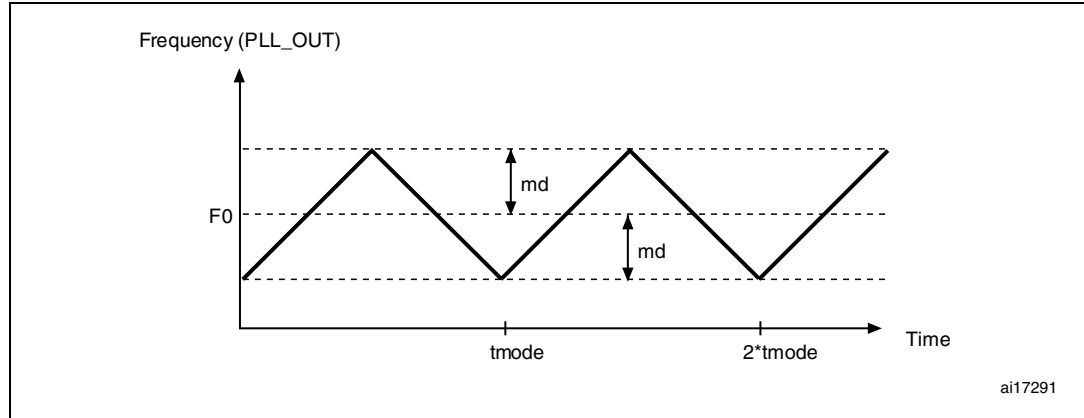 Frequency (PLL_OUT)
md
F0
md
tmode
2*tmode
Time
ai17291